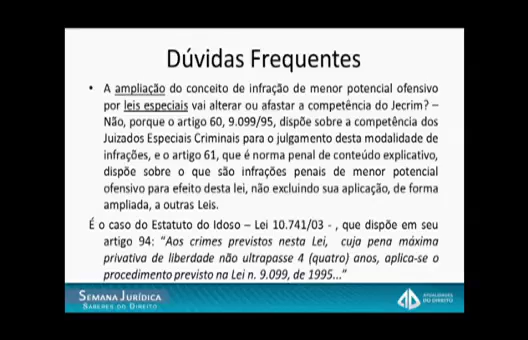 Dúvidas Frequentes
• A ampliação do conceito de infração de menor potencial ofensivo
por leis especiais vai alterar ou afastar a competência do Jecrim? –
Não, porque o artigo 60, 9.099/95, dispõe sobre a competência dos
Juizados Especiais Criminais para o julgamento desta modalidade de
infrações, e o artigo 61, que é norma penal de conteúdo explicativo,
dispõe sobre o que são infrações penais de menor potencial
ofensivo para efeito desta lei, não excluindo sua aplicação, de forma
ampliada, a outras Leis.
É o caso do Estatuto do Idoso – Lei 10.741/03 - , que dispõe em seu
artigo 94: “Aos crimes previstos nesta Lei, cuja pena máxima
privativa de liberdade não ultrapasse 4 (quatro) anos, aplica-se o
procedimento previsto na Lei n. 9.099, de 1995...”
SEMANA JURÍDICA
SABERES DO DIREITO
ATUALIDADES
DO DIREITO